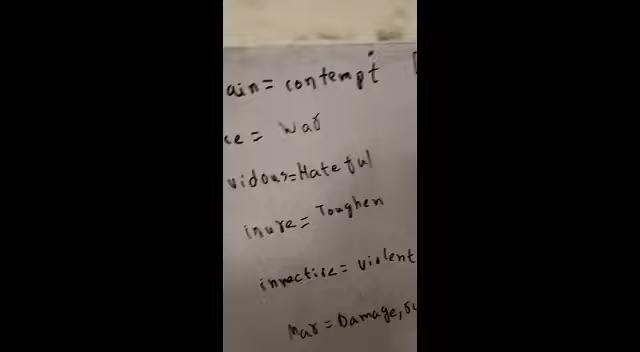 ain = contempt
ce = War
vidous = Hateful
inure = Toughen
invective = violent
Mar = Damage,